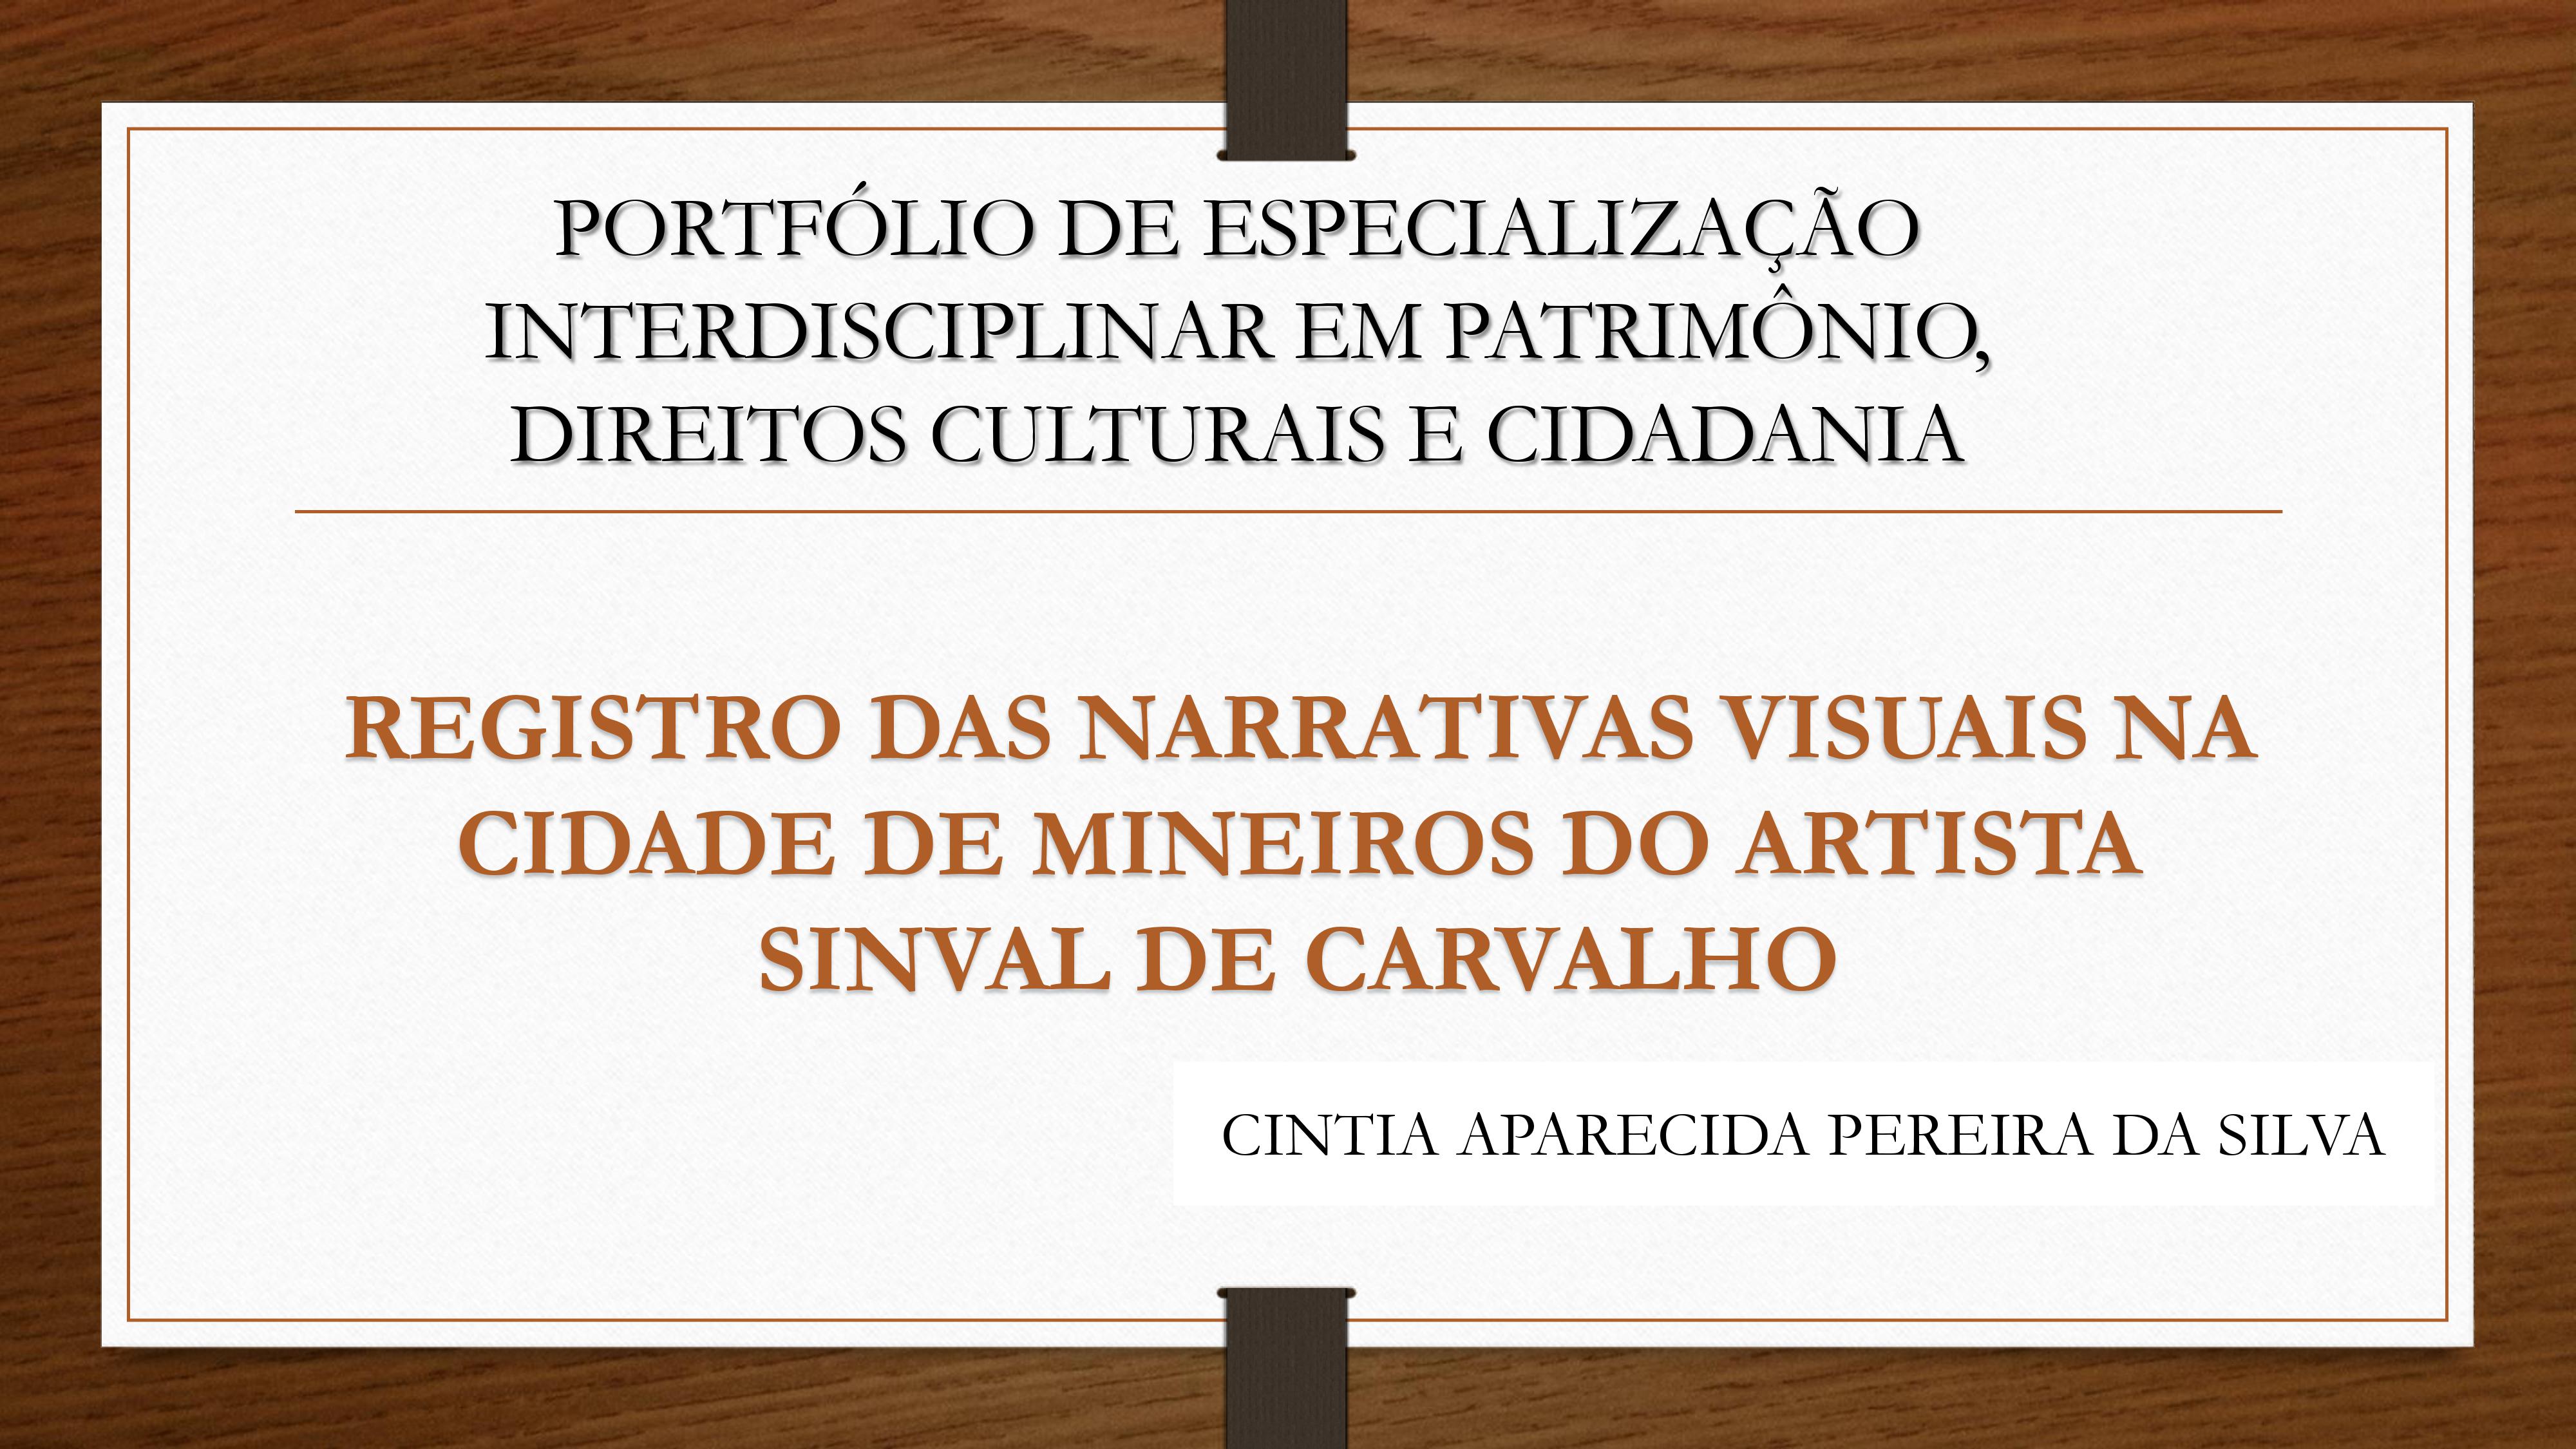 PORTFÓLIO DE ESPECIALIZAÇÃO
INTERDISCIPLINAR EM PATRIMÔNIO,
DIREITOS CULTURAIS E CIDADANIA
REGISTRO DAS NARRATIVAS VISUAIS NA
CIDADE DE MINEIROS DO ARTISTA
SINVAL DE CARVALHO
CINTIA APARECIDA PEREIRA DA SILVA